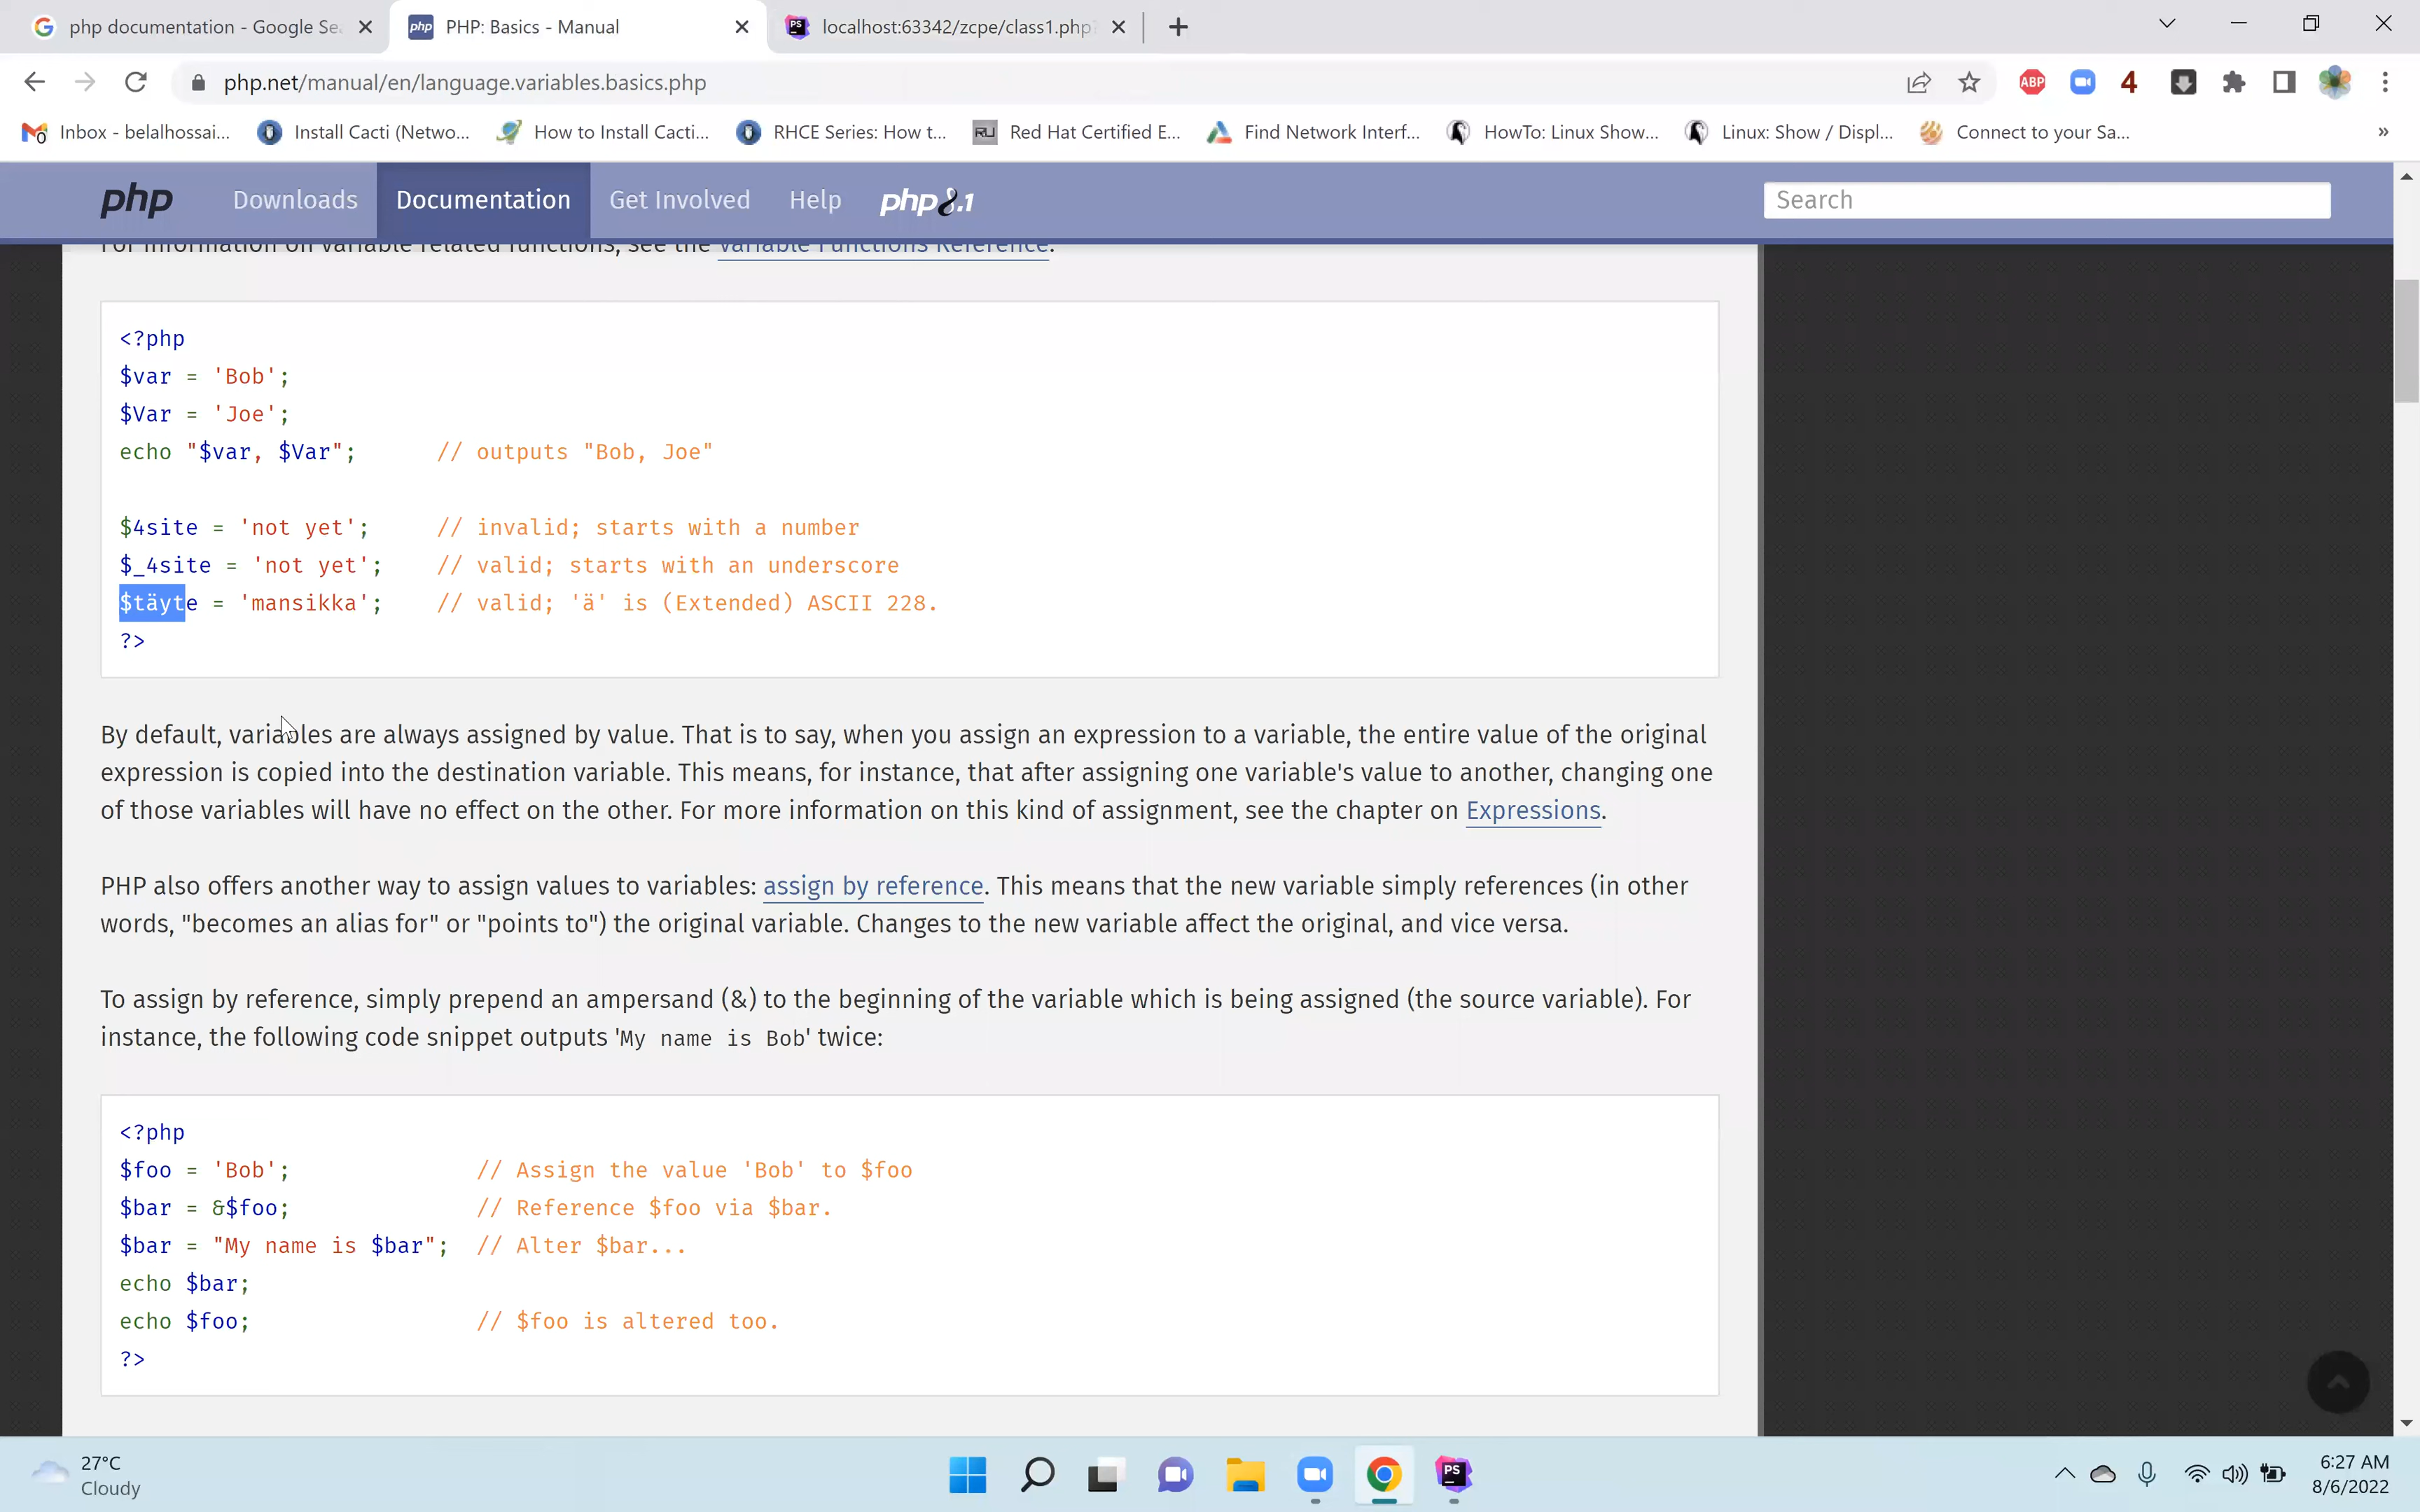 php documentation - Google Se
PHP: Basics - Manual
localhost:63342/zcpe/class1.php
php.net/manual/en/language.variables.basics.php
ABP
4
Inbox - belalhossai...
Install Cacti (Netwo...
How to Install Cacti...
RHCE Series: How t...
Red Hat Certified E...
Find Network Interf...
HowTo: Linux Show...
Linux: Show / Displ...
Connect to your Sa...
»
php
Downloads
Documentation
Get Involved
Help
php8.1
Search
For information on variable related functions, see the Variable Functions Reference.
<?php
$var = 'Bob';
$Var = 'Joe';
echo "$var, $Var";      // outputs "Bob, Joe"
$4site = 'not yet';     // invalid; starts with a number
$_4site = 'not yet';    // valid; starts with an underscore
$täyte = 'mansikka';    // valid; 'ä' is (Extended) ASCII 228.
?>
By default, variables are always assigned by value. That is to say, when you assign an expression to a variable, the entire value of the original
expression is copied into the destination variable. This means, for instance, that after assigning one variable's value to another, changing one
of those variables will have no effect on the other. For more information on this kind of assignment, see the chapter on Expressions.
PHP also offers another way to assign values to variables: assign by reference. This means that the new variable simply references (in other
words, "becomes an alias for" or "points to") the original variable. Changes to the new variable affect the original, and vice versa.
To assign by reference, simply prepend an ampersand (&) to the beginning of the variable which is being assigned (the source variable). For
instance, the following code snippet outputs 'My name is Bob' twice:
<?php
$foo = 'Bob';              // Assign the value 'Bob' to $foo
$bar = &$foo;              // Reference $foo via $bar.
$bar = "My name is $bar";  // Alter $bar...
echo $bar;
echo $foo;                 // $foo is altered too.
?>
27°C
Cloudy
PS
6:27 AM
8/6/2022